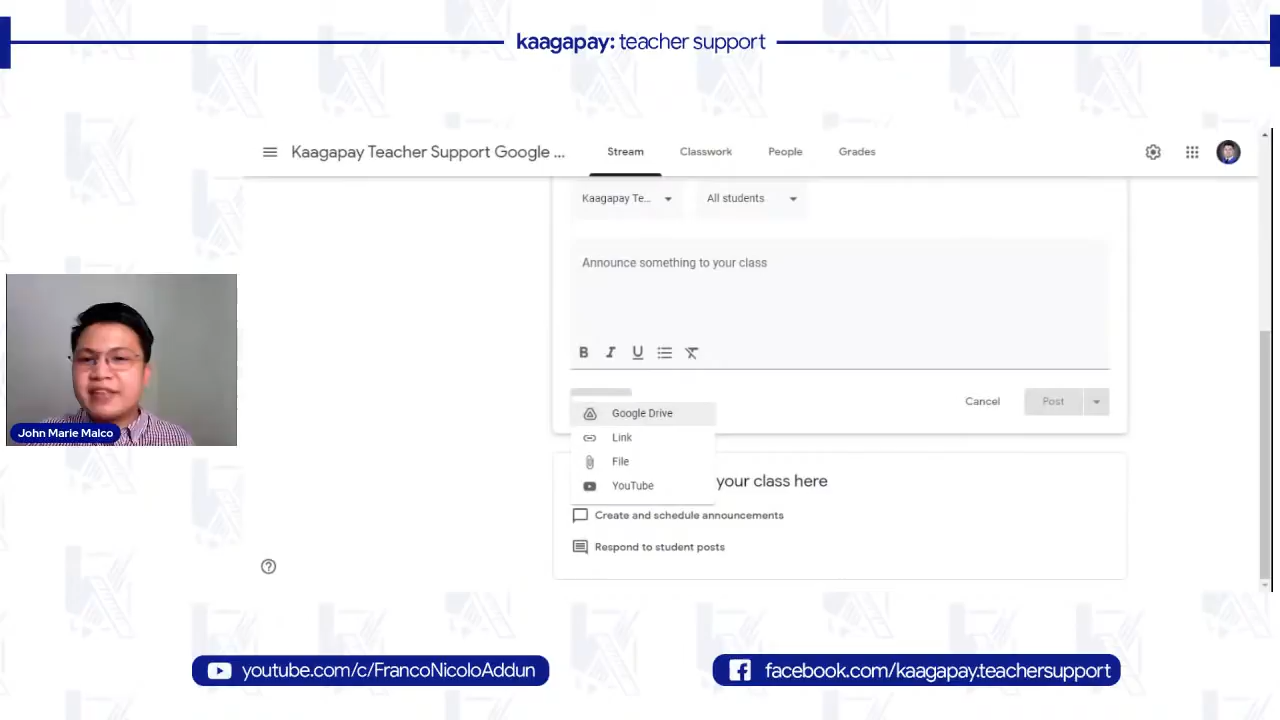 kaagapay: teacher support
Kaagapay Teacher Support Google ...
Stream
Classwork
People
Grades
Kaagapay Te...
All students
Announce something to your class
B I U
Cancel
Post
Google Drive
Link
File
YouTube
your class here
Create and schedule announcements
Respond to student posts
John Marie Malco
youtube.com/c/FrancoNicoloAddun
facebook.com/kaagapay.teachersupport